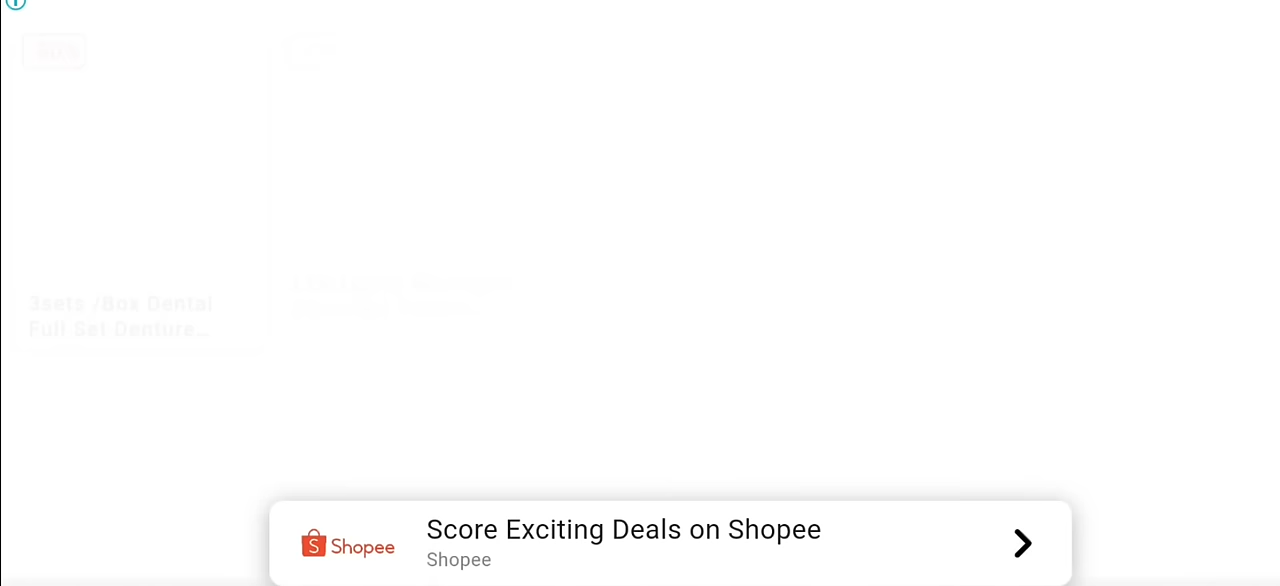 3sets /Box Dental
Full Set Denture...
Shopee
Score Exciting Deals on Shopee
Shopee